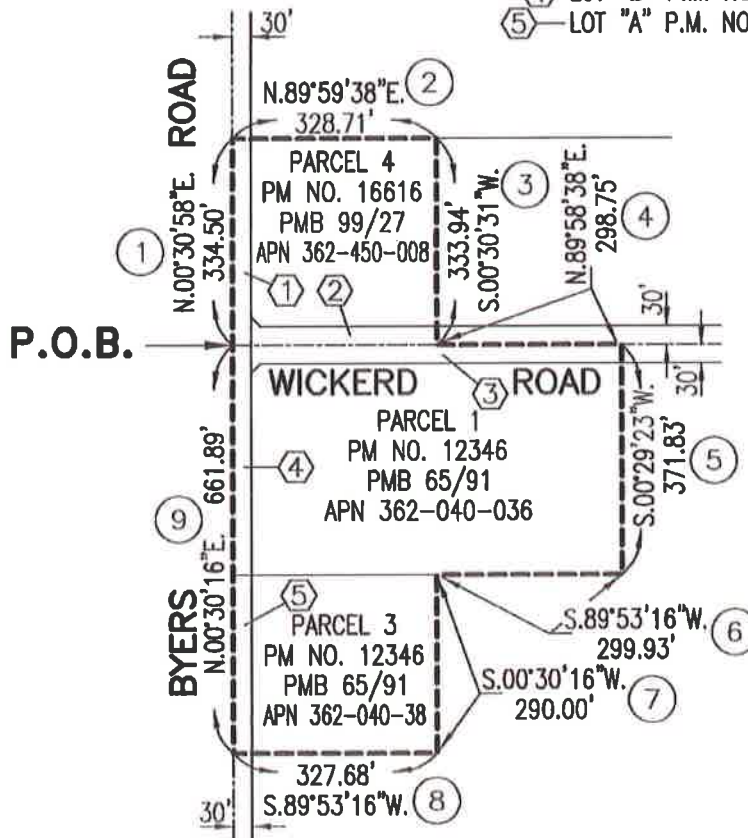 30'
⑤ LOT "A" P.M. NO
N.89°59'38"E. ②
328.71'
BYERS ROAD
① N.00°30'58"E.
334.50'
PARCEL 4
PM NO. 16616
PMB 99/27
APN 362-450-008
333.94'
S.00°30'31"W. ③
N.89°58'38"E.
298.75' ④
① ②
30'
30'
P.O.B.
WICKERD ③ ROAD
PARCEL 1
PM NO. 12346
PMB 65/91
APN 362-040-036
④
S.00°29'23"W.
371.83' ⑤
⑨ 661.89'
N.00°30'16"E.
⑤
PARCEL 3
PM NO. 12346
PMB 65/91
APN 362-040-38
S.89°53'16"W. ⑥
299.93'
S.00°30'16"W. ⑦
290.00'
327.68'
S.89°53'16"W. ⑧
30'